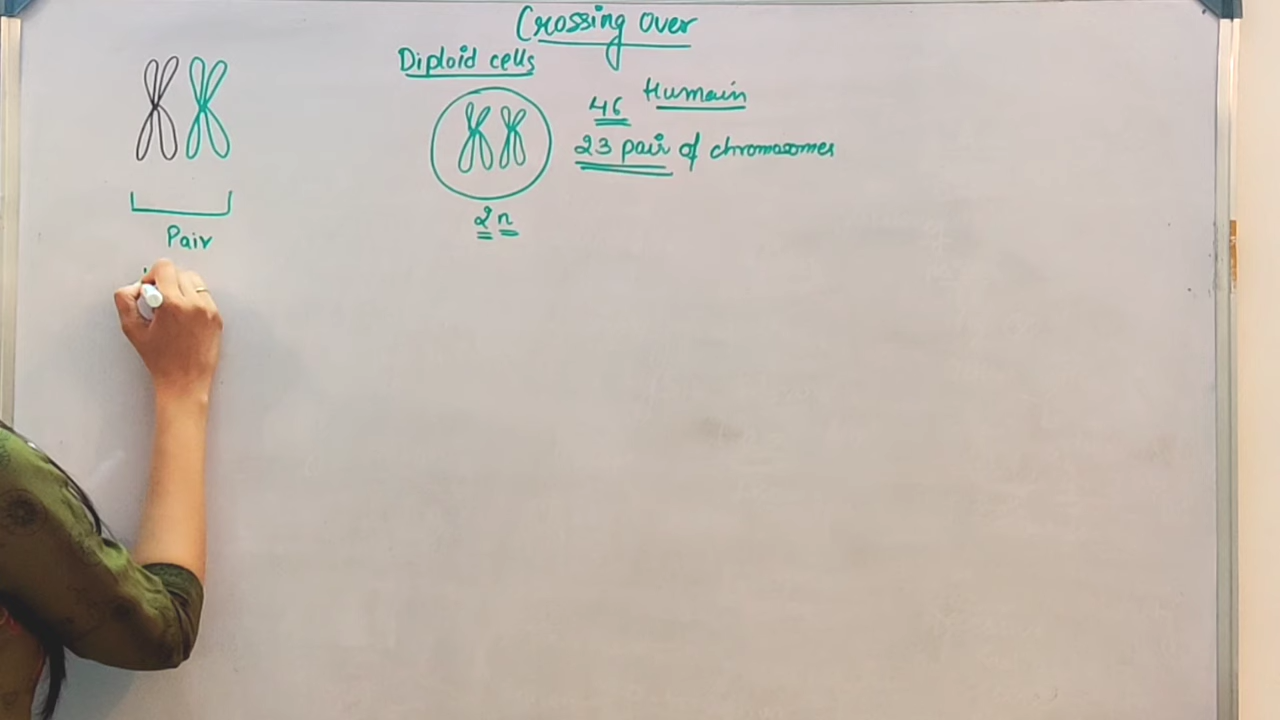 Crossing Over
Diploid cells
46 Human
23 pair of chromosomes
2n
Pair